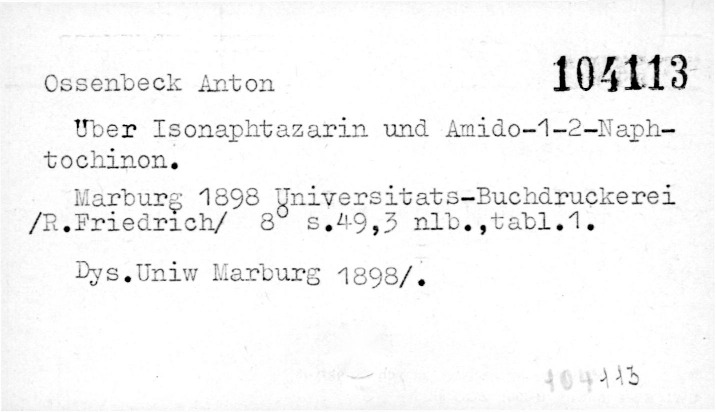 Ossenbeck Anton
104113
Uber Isonaphtazarin und Amido-1-2-Naph-
tochinon.
Marburg 1898 Universitats-Buchdruckerei
/R.Friedrich/ 8° s.49,3 nlb.,tabl.1.
Dys.Uniw Marburg 1898/.
104113